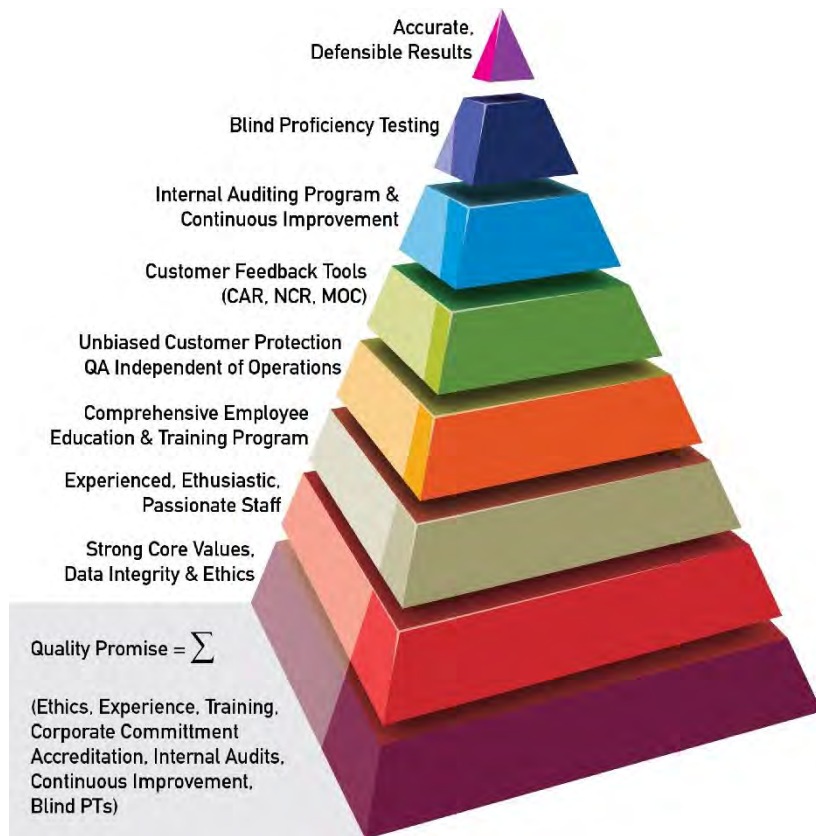 Accurate,
Defensible Results
Blind Proficiency Testing
Internal Auditing Program &
Continuous Improvement
Customer Feedback Tools
(CAR, NCR, MOC)
Unbiased Customer Protection
QA Independent of Operations
Comprehensive Employee
Education & Training Program
Experienced, Ethusiastic,
Passionate Staff
Strong Core Values,
Data Integrity & Ethics
Quality Promise = ∑
(Ethics, Experience, Training,
Corporate Committment
Accreditation, Internal Audits,
Continuous Improvement,
Blind PTs)